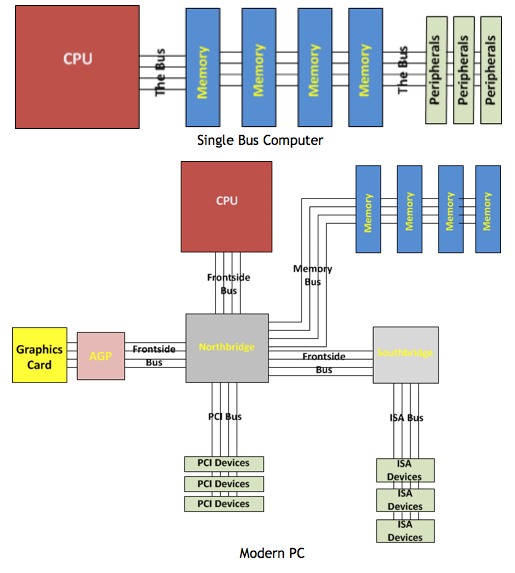 CPU
The Bus
Memory
Memory
Memory
Memory
The Bus
Peripherals
Peripherals
Peripherals
Single Bus Computer
CPU
Memory
Memory
Memory
Memory
Frontside
Bus
Memory
Bus
Graphics
Card
AGP
Frontside
Bus
Northbridge
Frontside
Bus
Southbridge
PCI Bus
ISA Bus
PCI Devices
PCI Devices
PCI Devices
ISA
Devices
ISA
Devices
ISA
Devices
Modern PC